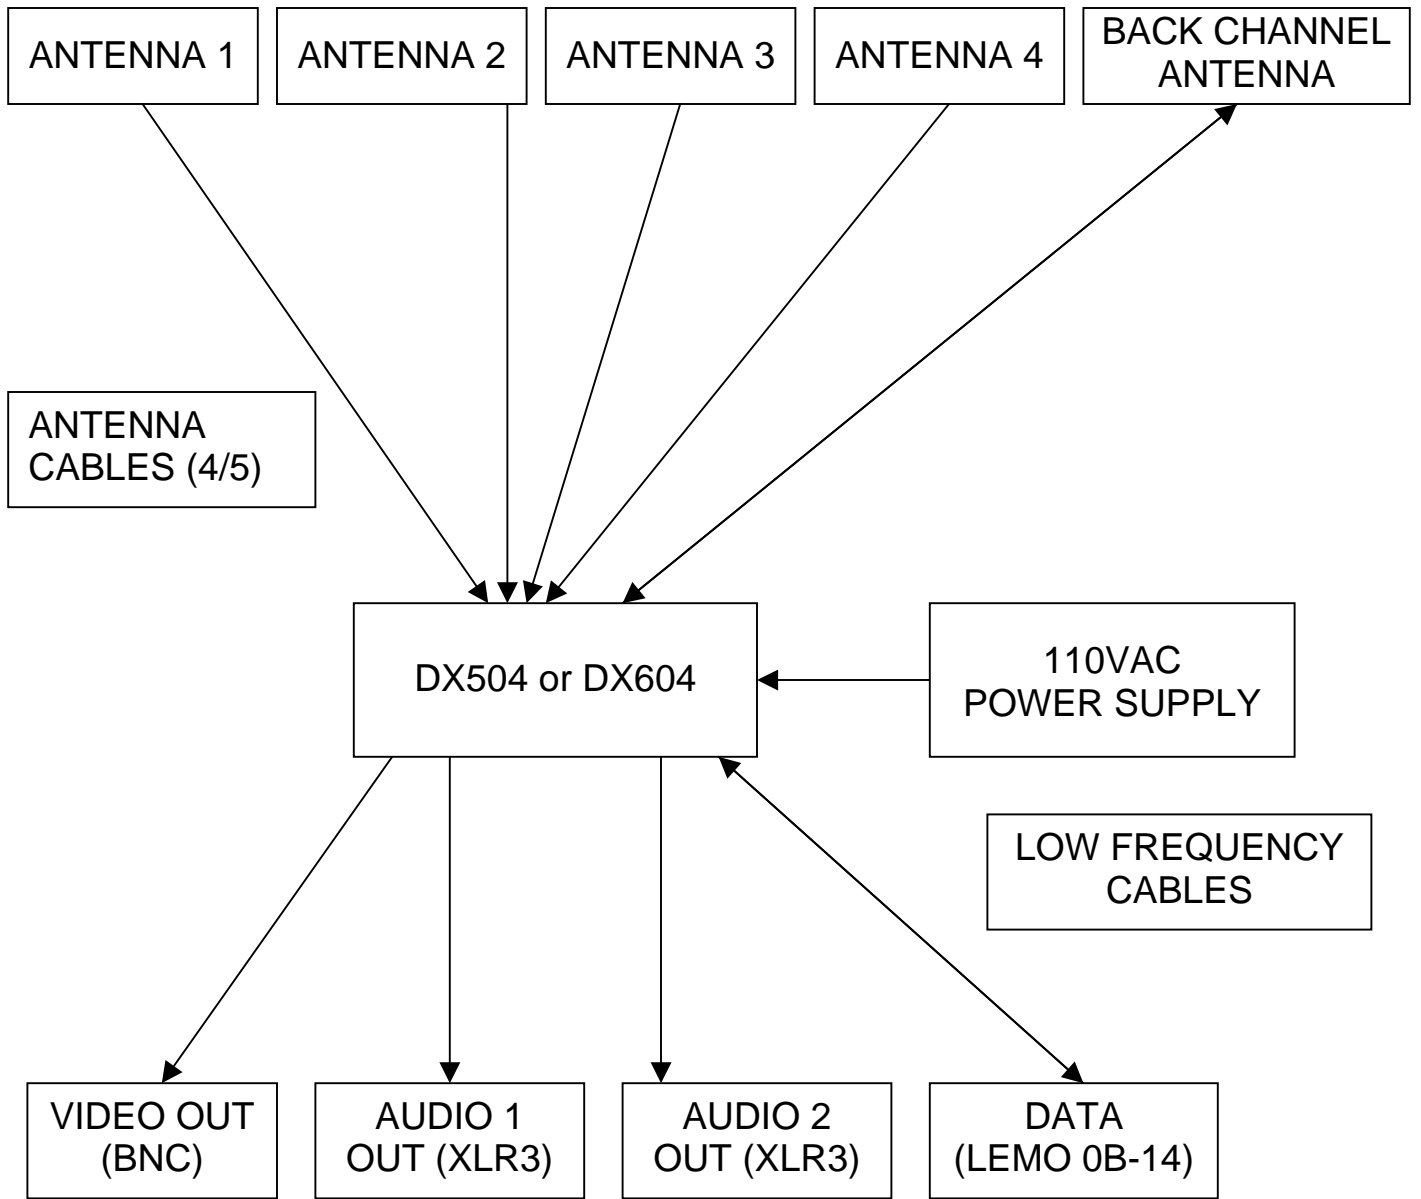 ANTENNA 1
ANTENNA 2
ANTENNA 3
ANTENNA 4
BACK CHANNEL
ANTENNA
ANTENNA
CABLES (4/5)
DX504 or DX604
110VAC
POWER SUPPLY
LOW FREQUENCY
CABLES
VIDEO OUT
(BNC)
AUDIO 1
OUT (XLR3)
AUDIO 2
OUT (XLR3)
DATA
(LEMO 0B-14)